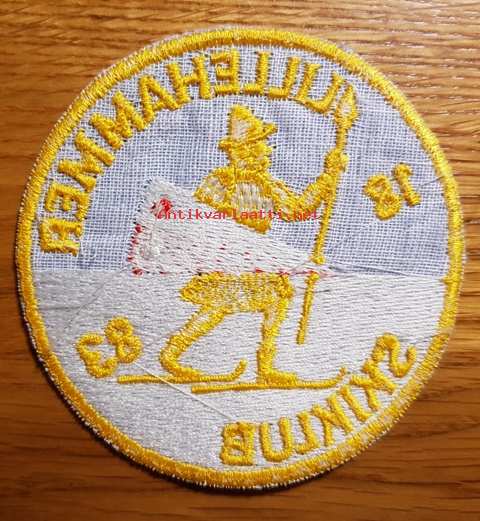 LILLEHAMMER
18
83
SKIKLUB
Antikvariaatti.net